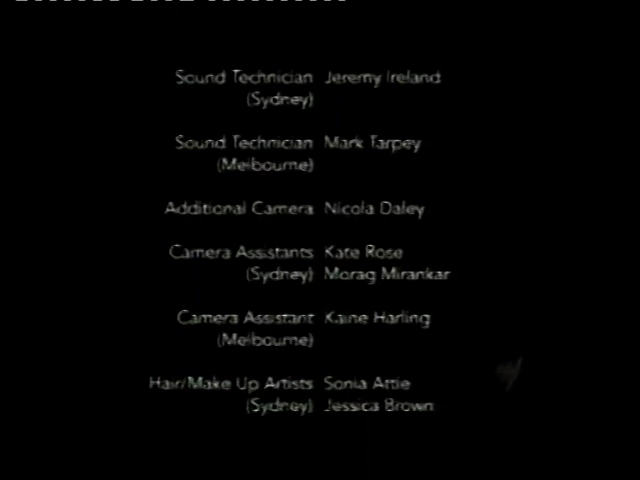 Sound Technician Jeremy Ireland
(Sydney)
Sound Technician Mark Tarpey
(Melbourne)
Additional Camera Nicola Daley
Camera Assistants Kate Rose
(Sydney) Morag Mirankar
Camera Assistant Kaine Harling
(Melbourne)
Hair/Make Up Artists Sonia Attie
(Sydney) Jessica Brown